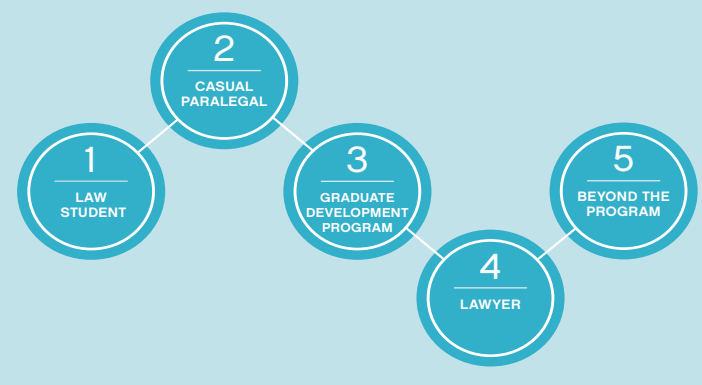 1
LAW
STUDENT
2
CASUAL
PARALEGAL
3
GRADUATE
DEVELOPMENT
PROGRAM
4
LAWYER
5
BEYOND THE
PROGRAM